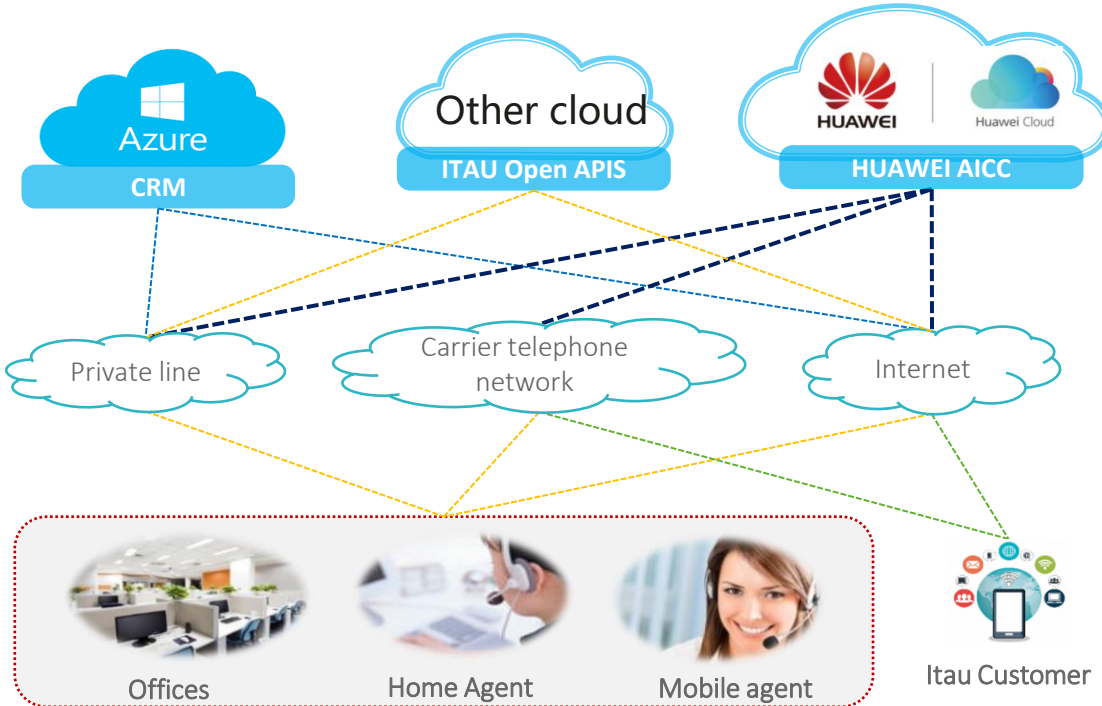 Azure
CRM
Other cloud
ITAU Open APIS
HUAWEI
Huawei Cloud
HUAWEI AICC
Private line
Carrier telephone
network
Internet
Offices
Home Agent
Mobile agent
Itau Customer